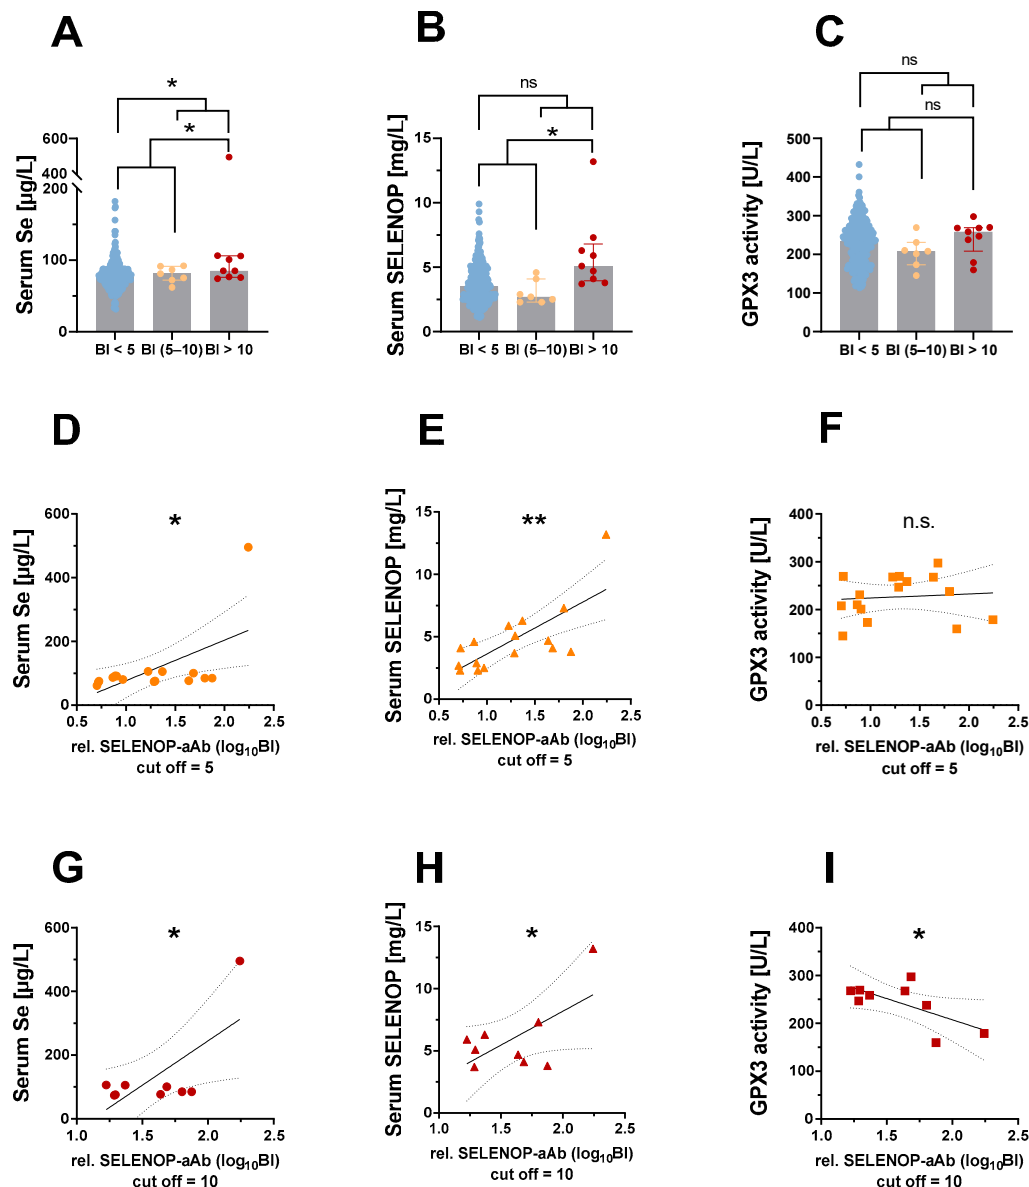 A
B
C
*
ns
ns
*
*
ns
Serum Se [µg/L]
600
400
200
100
0
BI < 5
BI (5–10)
BI > 10
Serum SELENOP [mg/L]
15
10
5
0
BI < 5
BI (5–10)
BI > 10
GPX3 activity [U/L]
500
400
300
200
100
0
BI < 5
BI (5–10)
BI > 10
D
E
F
*
**
n.s.
Serum Se [µg/L]
600
400
200
0
0.5
1.0
1.5
2.0
2.5
rel. SELENOP-aAb (log₁₀BI)
cut off = 5
Serum SELENOP [mg/L]
15
10
5
0
0.5
1.0
1.5
2.0
2.5
rel. SELENOP-aAb (log₁₀BI)
cut off = 5
GPX3 activity [U/L]
400
300
200
100
0
0.5
1.0
1.5
2.0
2.5
rel. SELENOP-aAb (log₁₀BI)
cut off = 5
G
H
I
*
*
*
Serum Se [µg/L]
600
400
200
0
1.0
1.5
2.0
2.5
rel. SELENOP-aAb (log₁₀BI)
cut off = 10
Serum SELENOP [mg/L]
15
10
5
0
1.0
1.5
2.0
2.5
rel. SELENOP-aAb (log₁₀BI)
cut off = 10
GPX3 activity [U/L]
400
300
200
100
0
1.0
1.5
2.0
2.5
rel. SELENOP-aAb (log₁₀BI)
cut off = 10